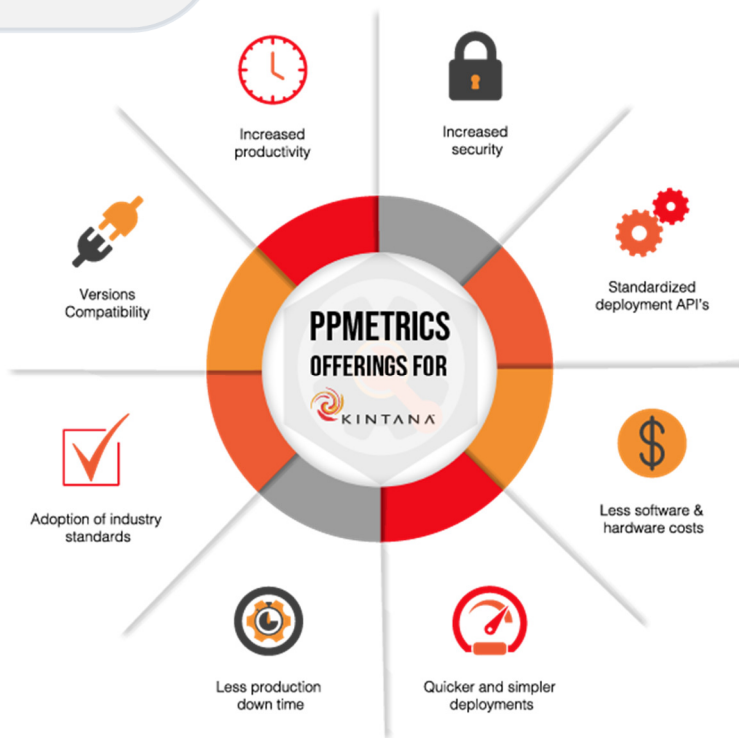 Increased
productivity
Increased
security
Versions
Compatibility
Standardized
deployment API's
PPMETRICS
OFFERINGS FOR
KINTANA
Adoption of industry
standards
Less software &
hardware costs
Less production
down time
Quicker and simpler
deployments